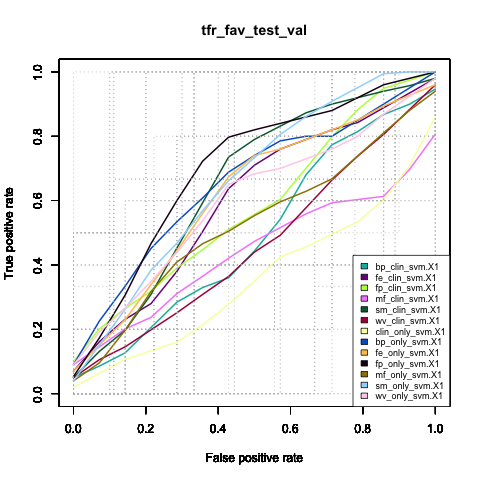 tfr_fav_test_val
True positive rate
1.0
0.8
0.6
0.4
0.2
0.0
0.0 0.2 0.4 0.6 0.8 1.0
False positive rate
bp_clin_svm.X1
fe_clin_svm.X1
fp_clin_svm.X1
mf_clin_svm.X1
sm_clin_svm.X1
wv_clin_svm.X1
clin_only_svm.X1
bp_only_svm.X1
fe_only_svm.X1
fp_only_svm.X1
mf_only_svm.X1
sm_only_svm.X1
wv_only_svm.X1